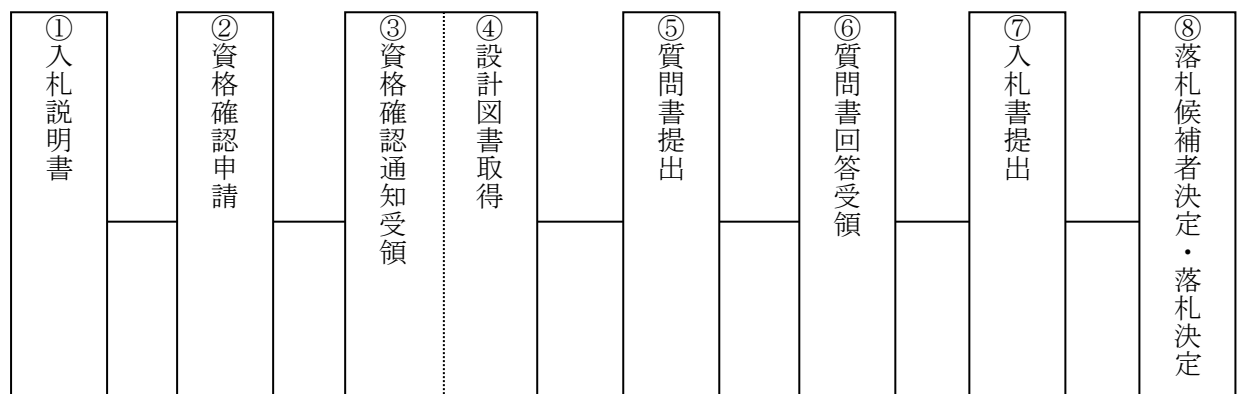 ①入札説明書
②資格確認申請
③資格確認通知受領
④設計図書取得
⑤質問書提出
⑥質問書回答受領
⑦入札書提出
⑧落札候補者決定・落札決定